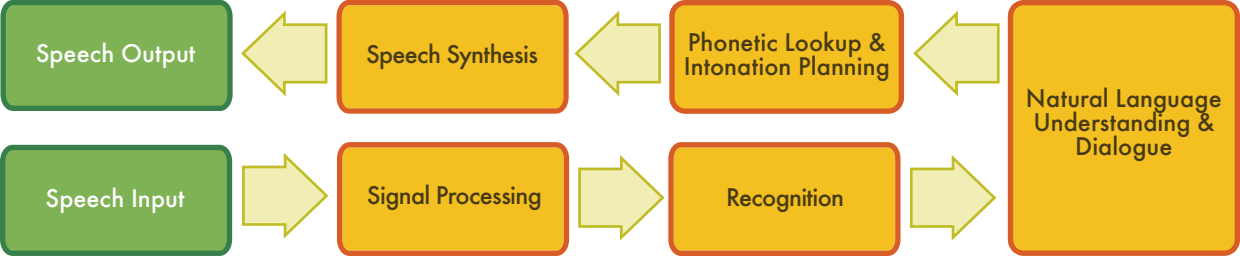 Speech Output
Speech Synthesis
Phonetic Lookup &
Intonation Planning
Natural Language
Understanding &
Dialogue
Speech Input
Signal Processing
Recognition